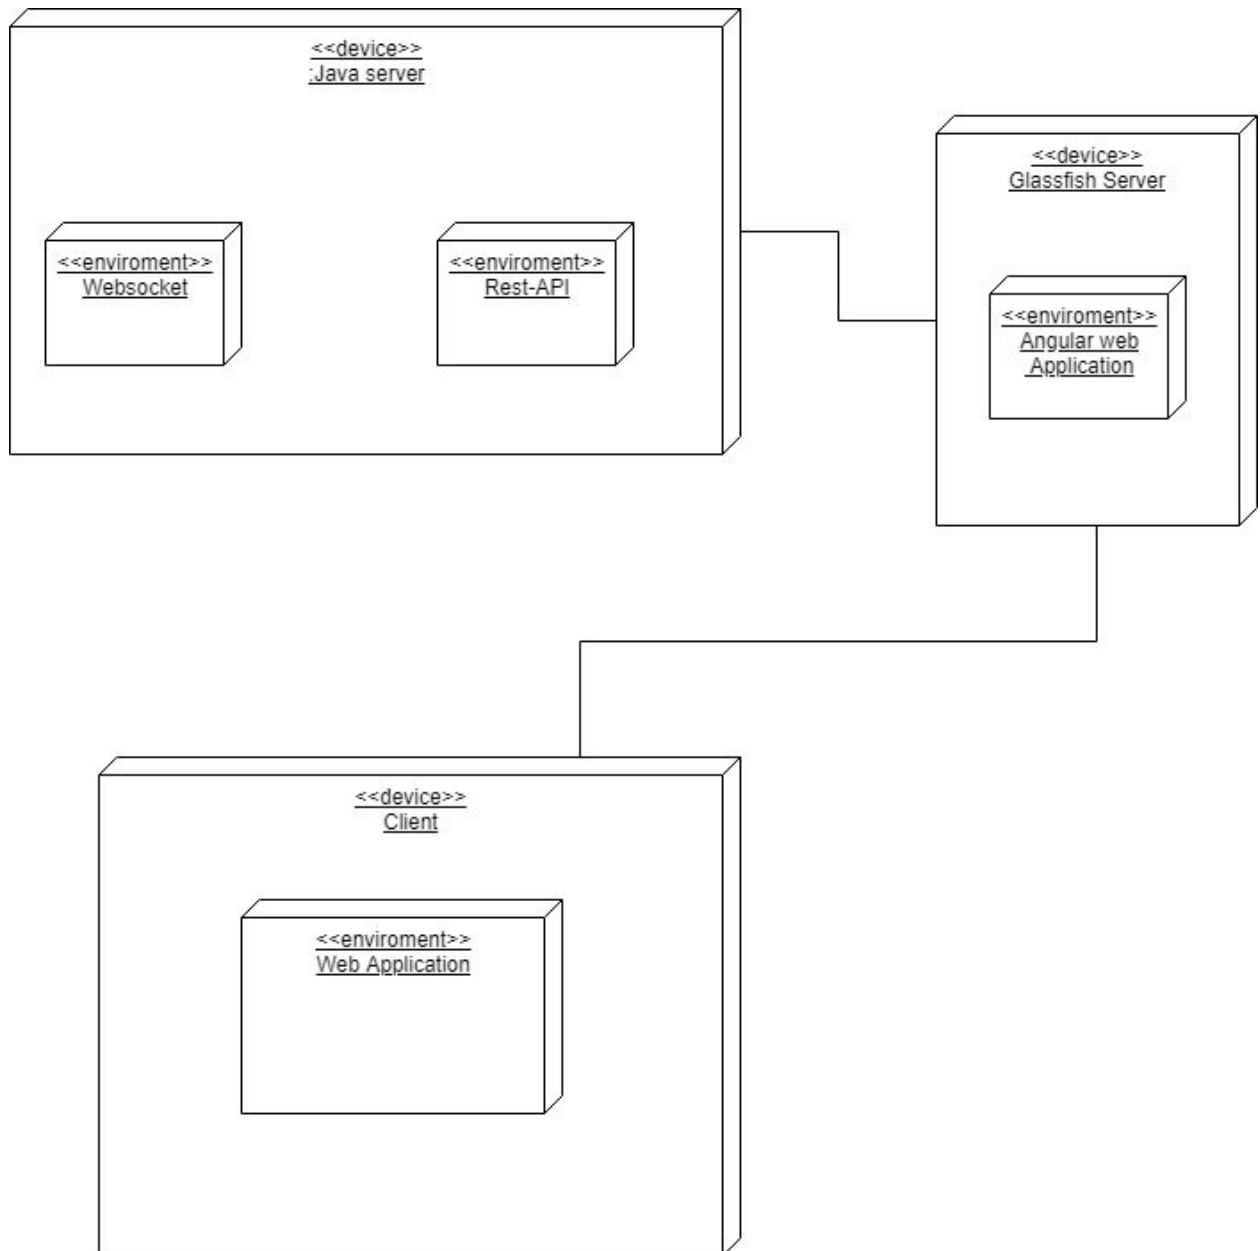 <<device>>
:Java server
<<enviroment>>
Websocket
<<enviroment>>
Rest-API
<<device>>
Glassfish Server
<<enviroment>>
Angular web
Application
<<device>>
Client
<<enviroment>>
Web Application